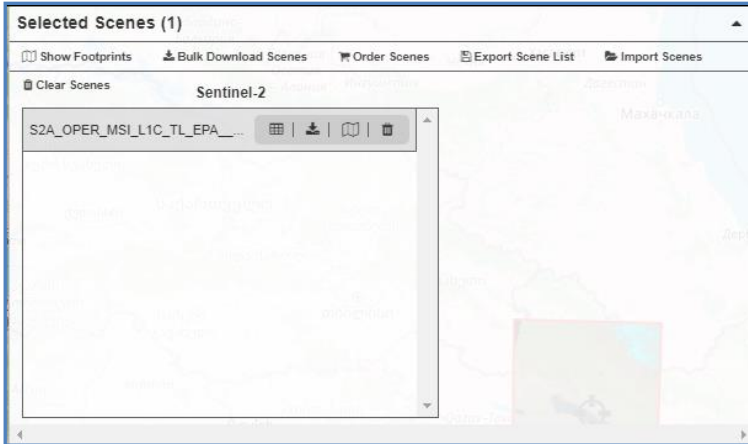 Selected Scenes (1)
Show Footprints Bulk Download Scenes Order Scenes Export Scene List Import Scenes
Clear Scenes
Sentinel-2
S2A_OPER_MSI_L1C_TL_EPA__...
Махачкала